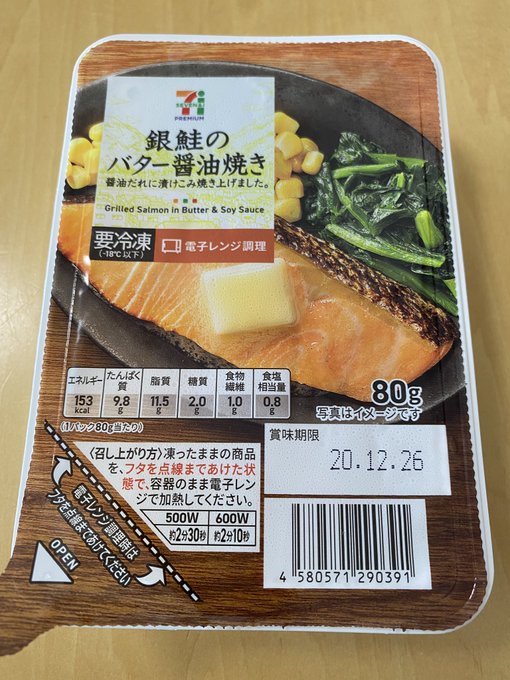 7i
SEVEN&i
PREMIUM
銀鮭の
バター醤油焼き
醤油だれに漬けこみ焼き上げました。
Grilled Salmon in Butter & Soy Sauce
要冷凍
(-18℃以下)
電子レンジ調理
エネルギー たんぱく質 脂質 糖質 食物繊維 食塩相当量
153kcal 9.8g 11.5g 2.0g 1.0g 0.8g
(1パック80g当たり)
80g
写真はイメージです
賞味期限
20.12.26
〈召し上がり方〉凍ったままの商品
を、フタを点線まであけた状
態で、容器のまま電子レン
ジで加熱してください。
500W 600W
約2分30秒 約2分10秒
電子レンジ調理時は
フタを点線まであけてください
OPEN
4 580571 290391